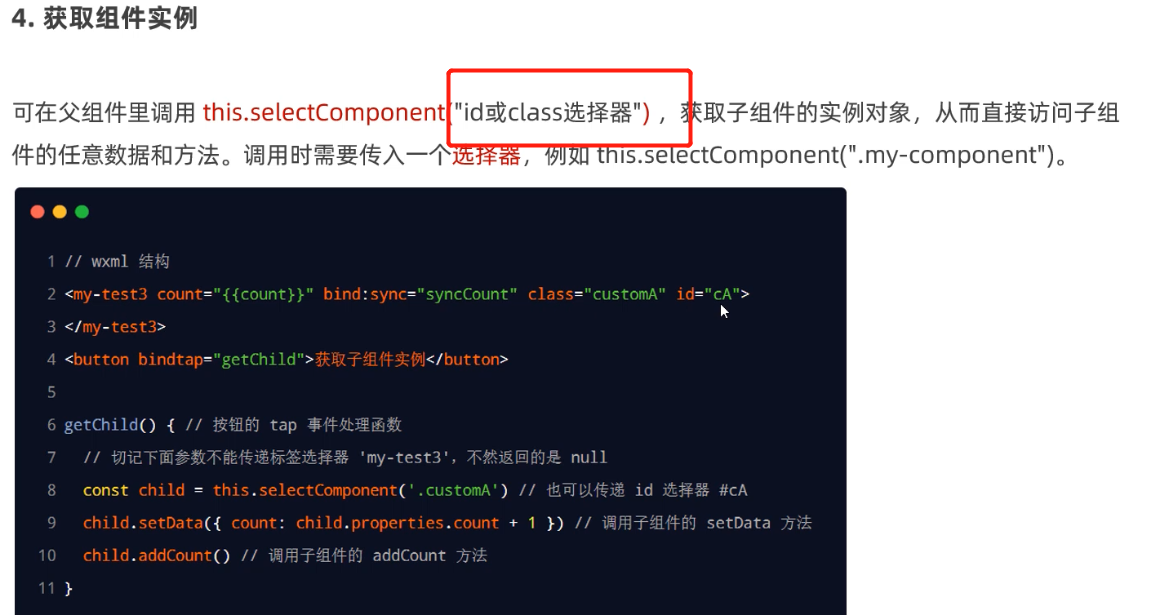 4. 获取组件实例
可在父组件里调用 this.selectComponent("id或class选择器") ，获取子组件的实例对象，从而直接访问子组
件的任意数据和方法。调用时需要传入一个选择器，例如 this.selectComponent(".my-component")。
1 // wxml 结构
2 <my-test3 count="{{count}}" bind:sync="syncCount" class="customA" id="cA">
3 </my-test3>
4 <button bindtap="getChild">获取子组件实例</button>
5
6 getChild() { // 按钮的 tap 事件处理函数
7 // 切记下面参数不能传递标签选择器 'my-test3'，不然返回的是 null
8 const child = this.selectComponent('.customA') // 也可以传递 id 选择器 #cA
9 child.setData({ count: child.properties.count + 1 }) // 调用子组件的 setData 方法
10 child.addCount() // 调用子组件的 addCount 方法
11 }